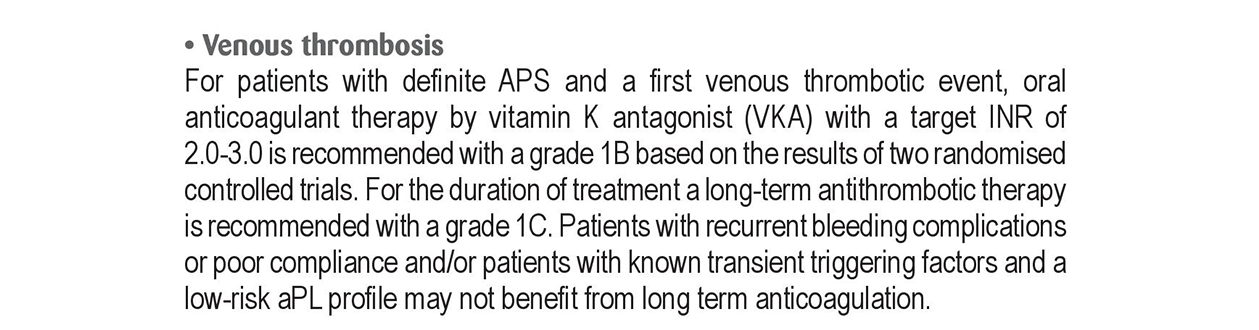 • Venous thrombosis
For patients with definite APS and a first venous thrombotic event, oral
anticoagulant therapy by vitamin K antagonist (VKA) with a target INR of
2.0-3.0 is recommended with a grade 1B based on the results of two randomised
controlled trials. For the duration of treatment a long-term antithrombotic therapy
is recommended with a grade 1C. Patients with recurrent bleeding complications
or poor compliance and/or patients with known transient triggering factors and a
low-risk aPL profile may not benefit from long term anticoagulation.